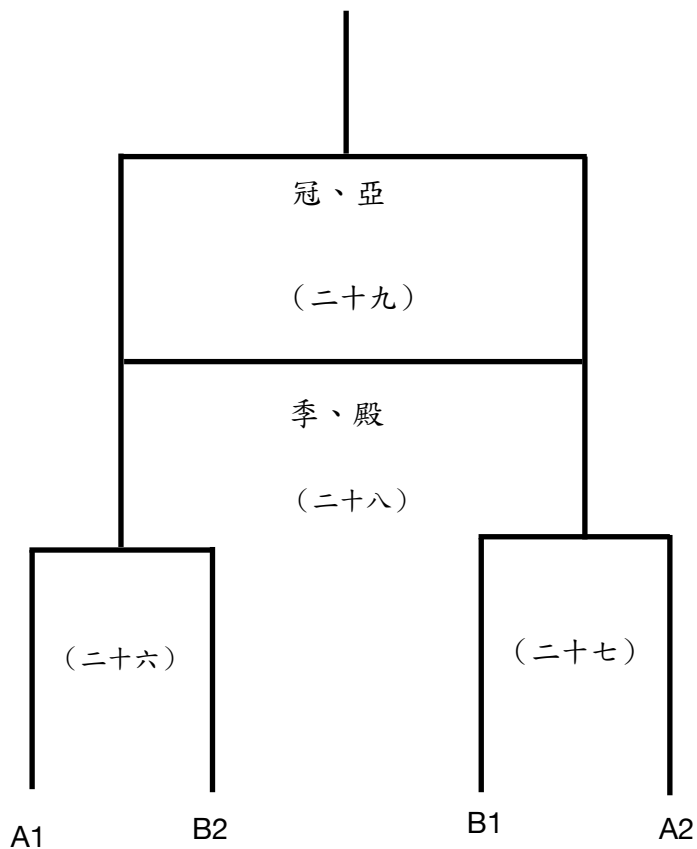 冠、亞
（二十九）
季、殿
（二十八）
（二十六）
（二十七）
A1
B2
B1
A2